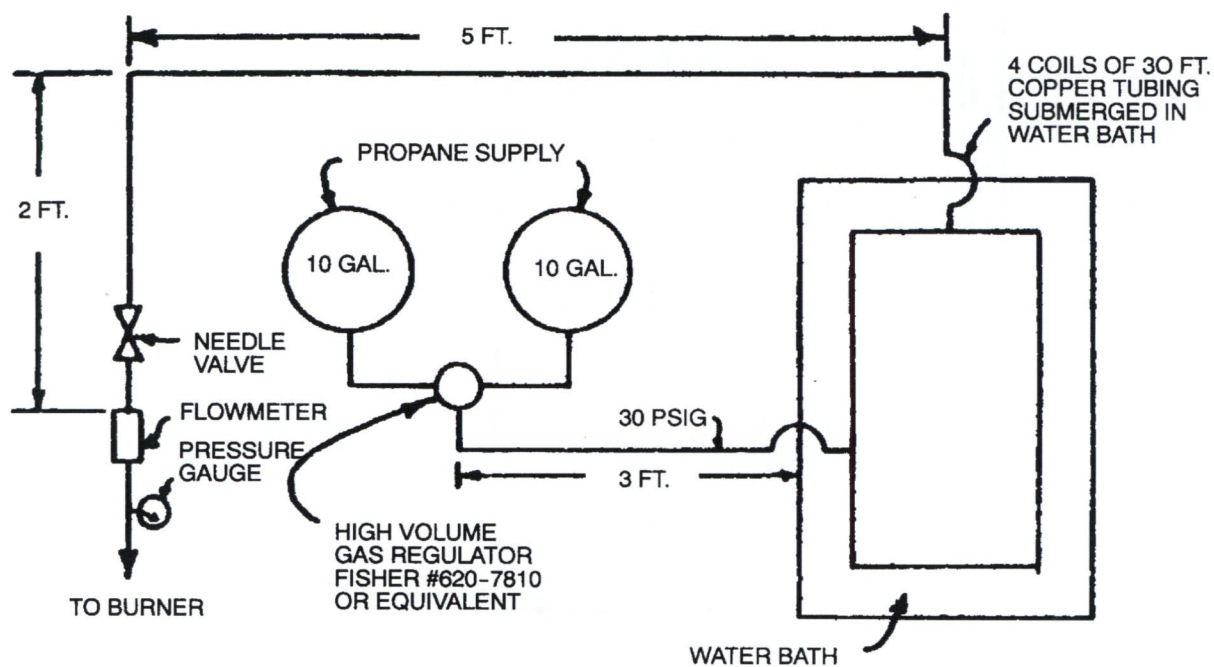 5 FT.
4 COILS OF 30 FT.
COPPER TUBING
SUBMERGED IN
WATER BATH
PROPANE SUPPLY
2 FT.
10 GAL.
10 GAL.
NEEDLE
VALVE
FLOWMETER
PRESSURE
GAUGE
30 PSIG
3 FT.
HIGH VOLUME
GAS REGULATOR
FISHER #620-7810
OR EQUIVALENT
TO BURNER
WATER BATH